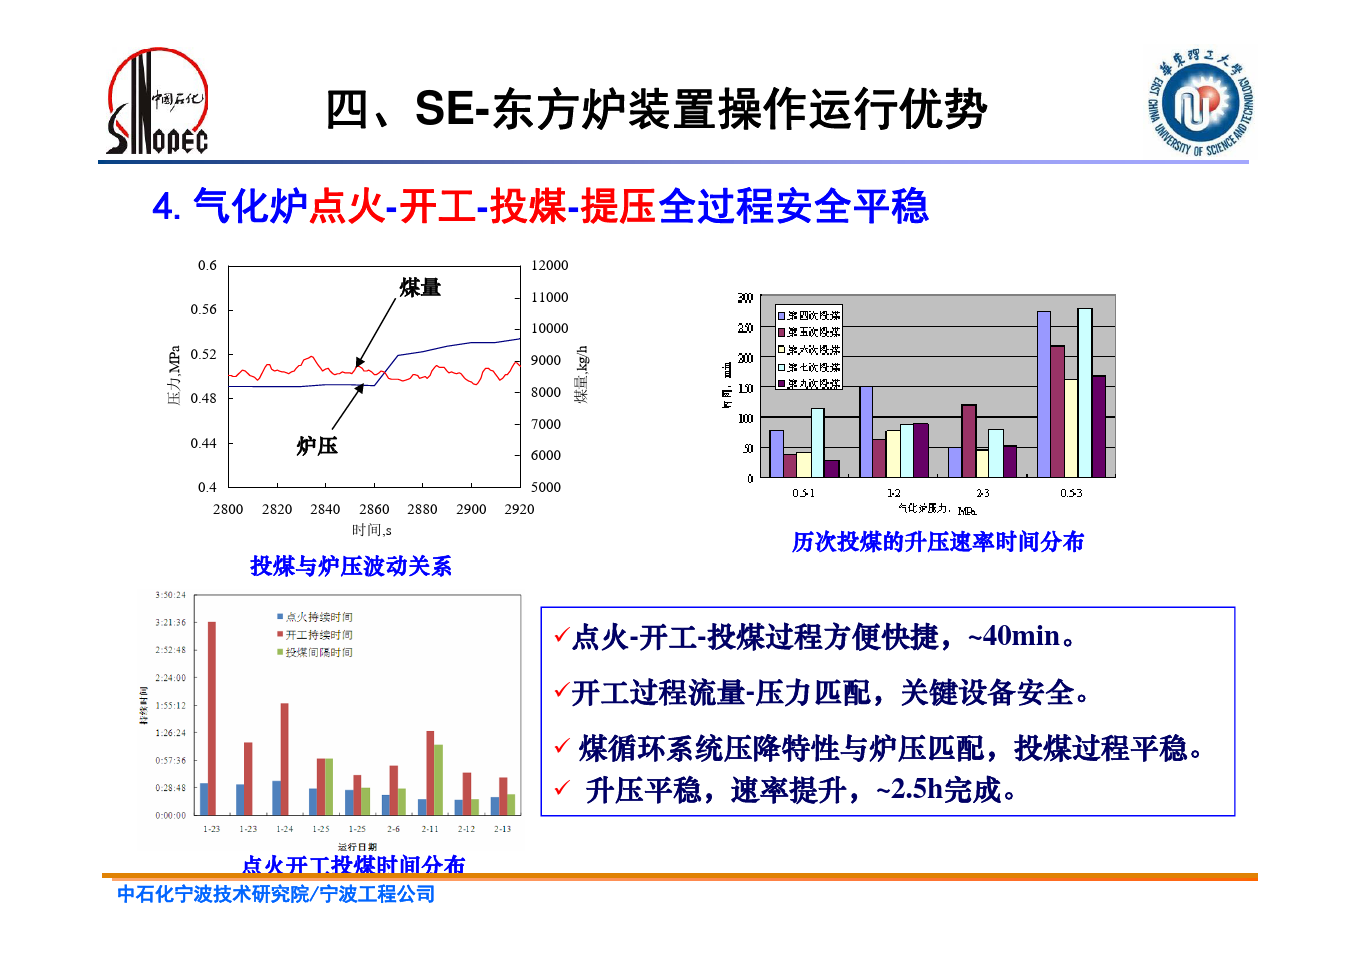 中國石化
SINOPEC
四、SE-东方炉装置操作运行优势
華東理工大學
EAST CHINA UNIVERSITY OF SCIENCE AND TECHNOLOGY
4. 气化炉点火-开工-投煤-提压全过程安全平稳
0.6
0.56
0.52
0.48
0.44
0.4
压力,MPa
12000
11000
10000
9000
8000
7000
6000
5000
煤量,kg/h
煤量
炉压
2800 2820 2840 2860 2880 2900 2920
时间,s
投煤与炉压波动关系
300
250
200
150
100
50
0
时间，min
第四次投煤
第五次投煤
第六次投煤
第七次投煤
第九次投煤
0.5-1 1-2 2-3 0.5-3
气化炉压力，MPa
历次投煤的升压速率时间分布
3:50:24
3:21:36
2:52:48
2:24:00
1:55:12
1:26:24
0:57:36
0:28:48
0:00:00
持续时间
点火持续时间
开工持续时间
投煤间隔时间
1-23 1-23 1-24 1-25 1-25 2-6 2-11 2-12 2-13
运行日期
点火开工投煤时间分布
✓点火-开工-投煤过程方便快捷，~40min。
✓开工过程流量-压力匹配，关键设备安全。
✓ 煤循环系统压降特性与炉压匹配，投煤过程平稳。
✓ 升压平稳，速率提升，~2.5h完成。
中石化宁波技术研究院/宁波工程公司